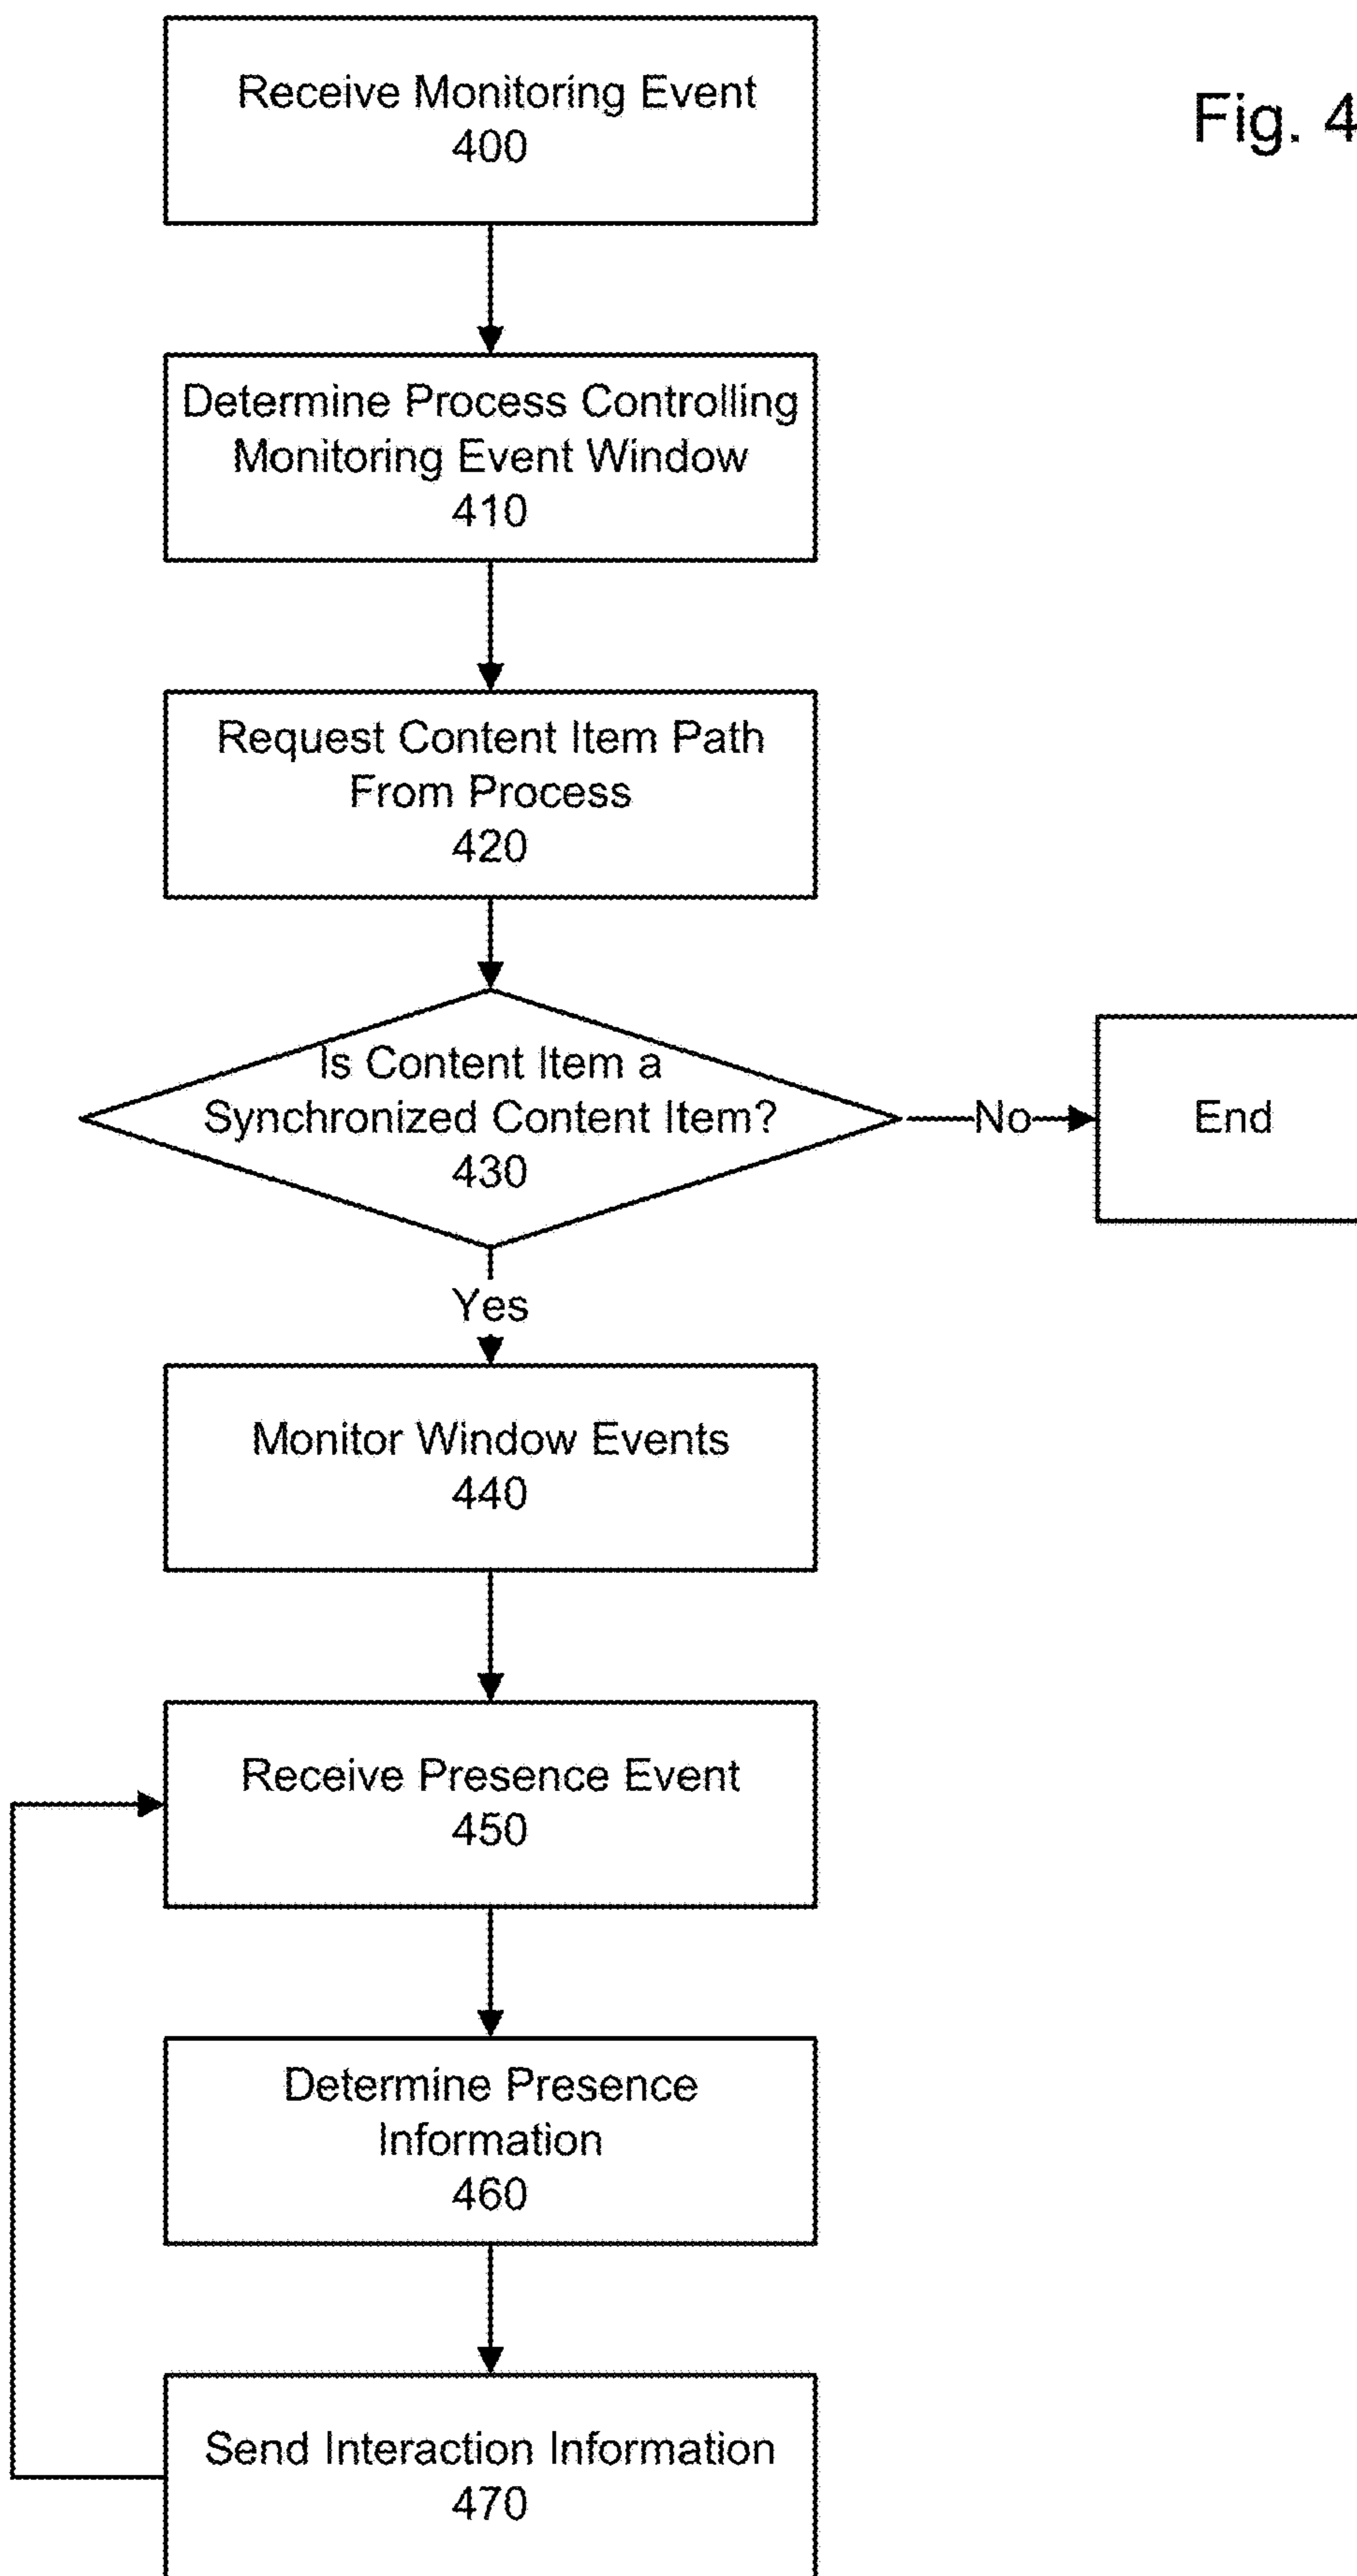 Receive Monitoring Event
400
Fig. 4
Determine Process Controlling
Monitoring Event Window
410
Request Content Item Path
From Process
420
Is Content Item a
Synchronized Content Item?
430
No
End
Yes
Monitor Window Events
440
Receive Presence Event
450
Determine Presence
Information
460
Send Interaction Information
470